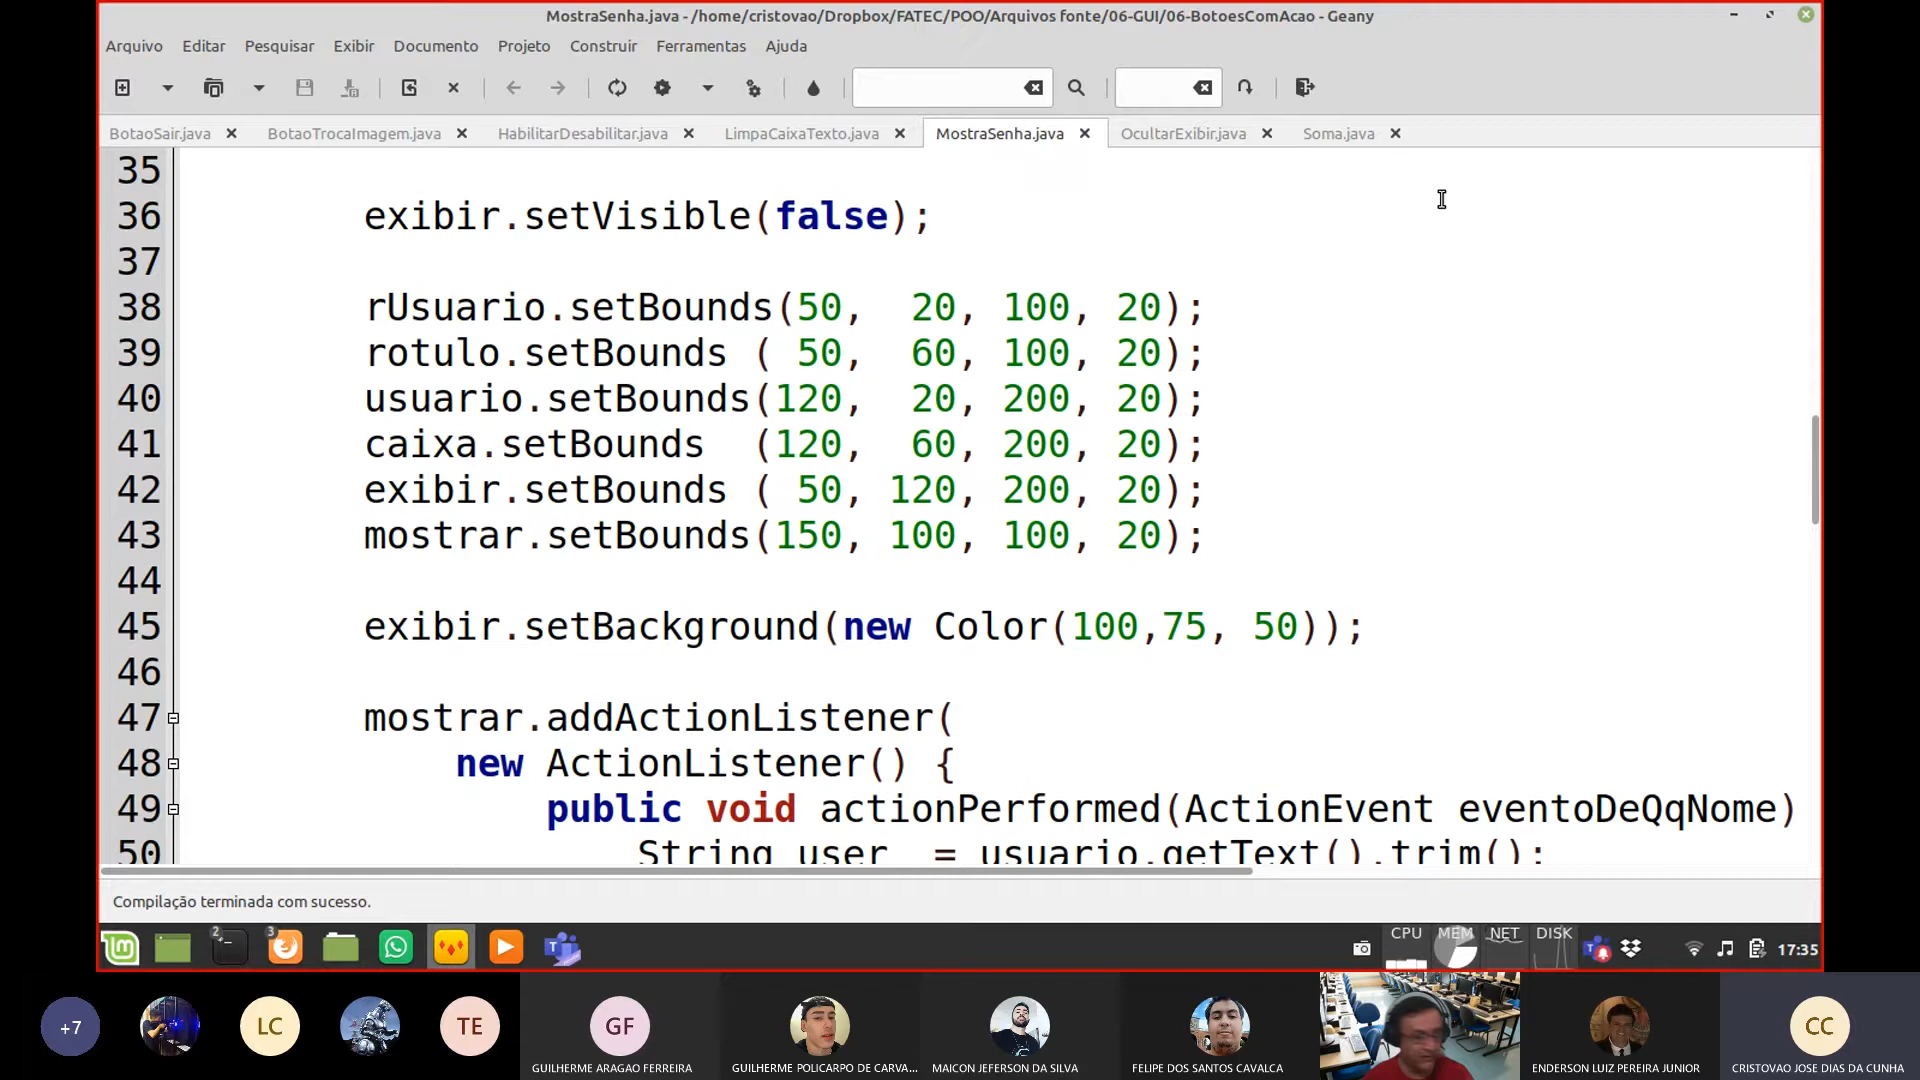 MostraSenha.java - /home/cristovao/Dropbox/FATEC/POO/Arquivos fonte/06-GUI/06-BotoesComAcao - Geany
Arquivo Editar Pesquisar Exibir Documento Projeto Construir Ferramentas Ajuda
BotaoSair.java BotaoTrocaImagem.java HabilitarDesabilitar.java LimpaCaixaTexto.java MostraSenha.java OcultarExibir.java Soma.java
35
36 exibir.setVisible(false);
37
38 rUsuario.setBounds(50,  20, 100, 20);
39 rotulo.setBounds ( 50,  60, 100, 20);
40 usuario.setBounds(120,  20, 200, 20);
41 caixa.setBounds  (120,  60, 200, 20);
42 exibir.setBounds ( 50, 120, 200, 20);
43 mostrar.setBounds(150, 100, 100, 20);
44
45 exibir.setBackground(new Color(100,75, 50));
46
47 mostrar.addActionListener(
48 new ActionListener() {
49 public void actionPerformed(ActionEvent eventoDeQqNome)
50 String user  = usuario.getText().trim();
Compilação terminada com sucesso.
2 3 CPU MEM NET DISK 17:35
+7 LC TE GF CC
GUILHERME ARAGAO FERREIRA GUILHERME POLICARPO DE CARVA... MAICON JEFERSON DA SILVA FELIPE DOS SANTOS CAVALCA ENDERSON LUIZ PEREIRA JUNIOR CRISTOVAO JOSE DIAS DA CUNHA